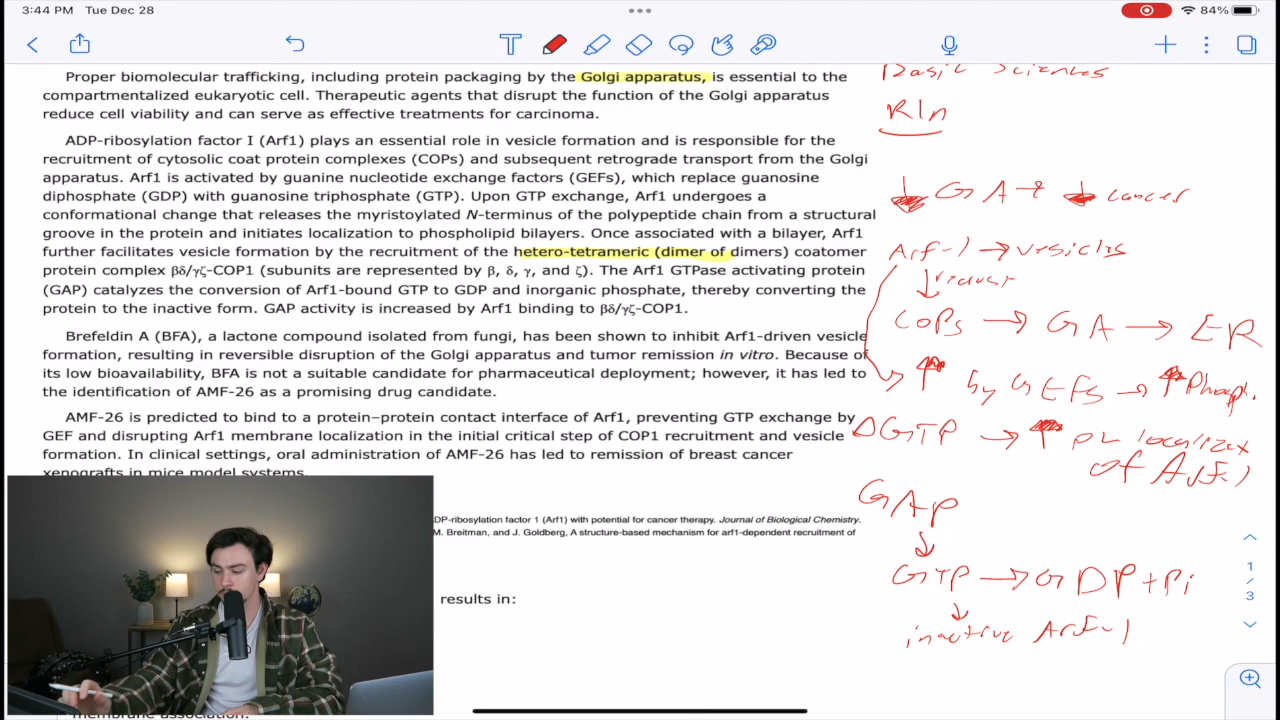 3:44 PM Tue Dec 28
84%
Proper biomolecular trafficking, including protein packaging by the Golgi apparatus, is essential to the
compartmentalized eukaryotic cell. Therapeutic agents that disrupt the function of the Golgi apparatus
reduce cell viability and can serve as effective treatments for carcinoma.
ADP-ribosylation factor I (Arf1) plays an essential role in vesicle formation and is responsible for the
recruitment of cytosolic coat protein complexes (COPs) and subsequent retrograde transport from the Golgi
apparatus. Arf1 is activated by guanine nucleotide exchange factors (GEFs), which replace guanosine
diphosphate (GDP) with guanosine triphosphate (GTP). Upon GTP exchange, Arf1 undergoes a
conformational change that releases the myristoylated N-terminus of the polypeptide chain from a structural
groove in the protein and initiates localization to phospholipid bilayers. Once associated with a bilayer, Arf1
further facilitates vesicle formation by the recruitment of the hetero-tetrameric (dimer of dimers) coatomer
protein complex βδ/γζ-COP1 (subunits are represented by β, δ, γ, and ζ). The Arf1 GTPase activating protein
(GAP) catalyzes the conversion of Arf1-bound GTP to GDP and inorganic phosphate, thereby converting the
protein to the inactive form. GAP activity is increased by Arf1 binding to βδ/γζ-COP1.
Brefeldin A (BFA), a lactone compound isolated from fungi, has been shown to inhibit Arf1-driven vesicle
formation, resulting in reversible disruption of the Golgi apparatus and tumor remission in vitro. Because of
its low bioavailability, BFA is not a suitable candidate for pharmaceutical deployment; however, it has led to
the identification of AMF-26 as a promising drug candidate.
AMF-26 is predicted to bind to a protein–protein contact interface of Arf1, preventing GTP exchange by
GEF and disrupting Arf1 membrane localization in the initial critical step of COP1 recruitment and vesicle
formation. In clinical settings, oral administration of AMF-26 has led to remission of breast cancer
xenografts in mice model systems.
DP-ribosylation factor 1 (Arf1) with potential for cancer therapy. Journal of Biological Chemistry.
M. Breitman, and J. Goldberg, A structure-based mechanism for arf1-dependent recruitment of
results in:
membrane association.
Basic Sciences
R/n
↓ GA → ↓ cancer
Arf-1 → vesicles
↓ recruit
COPs → GA → ER
↑ by GEFs → ↑ Phosph.
ΔGTP → ↑ PL
of Arf-1
GAP
↓
GTP → GDP + Pi
↓
inactive Arf-1
1
/
3